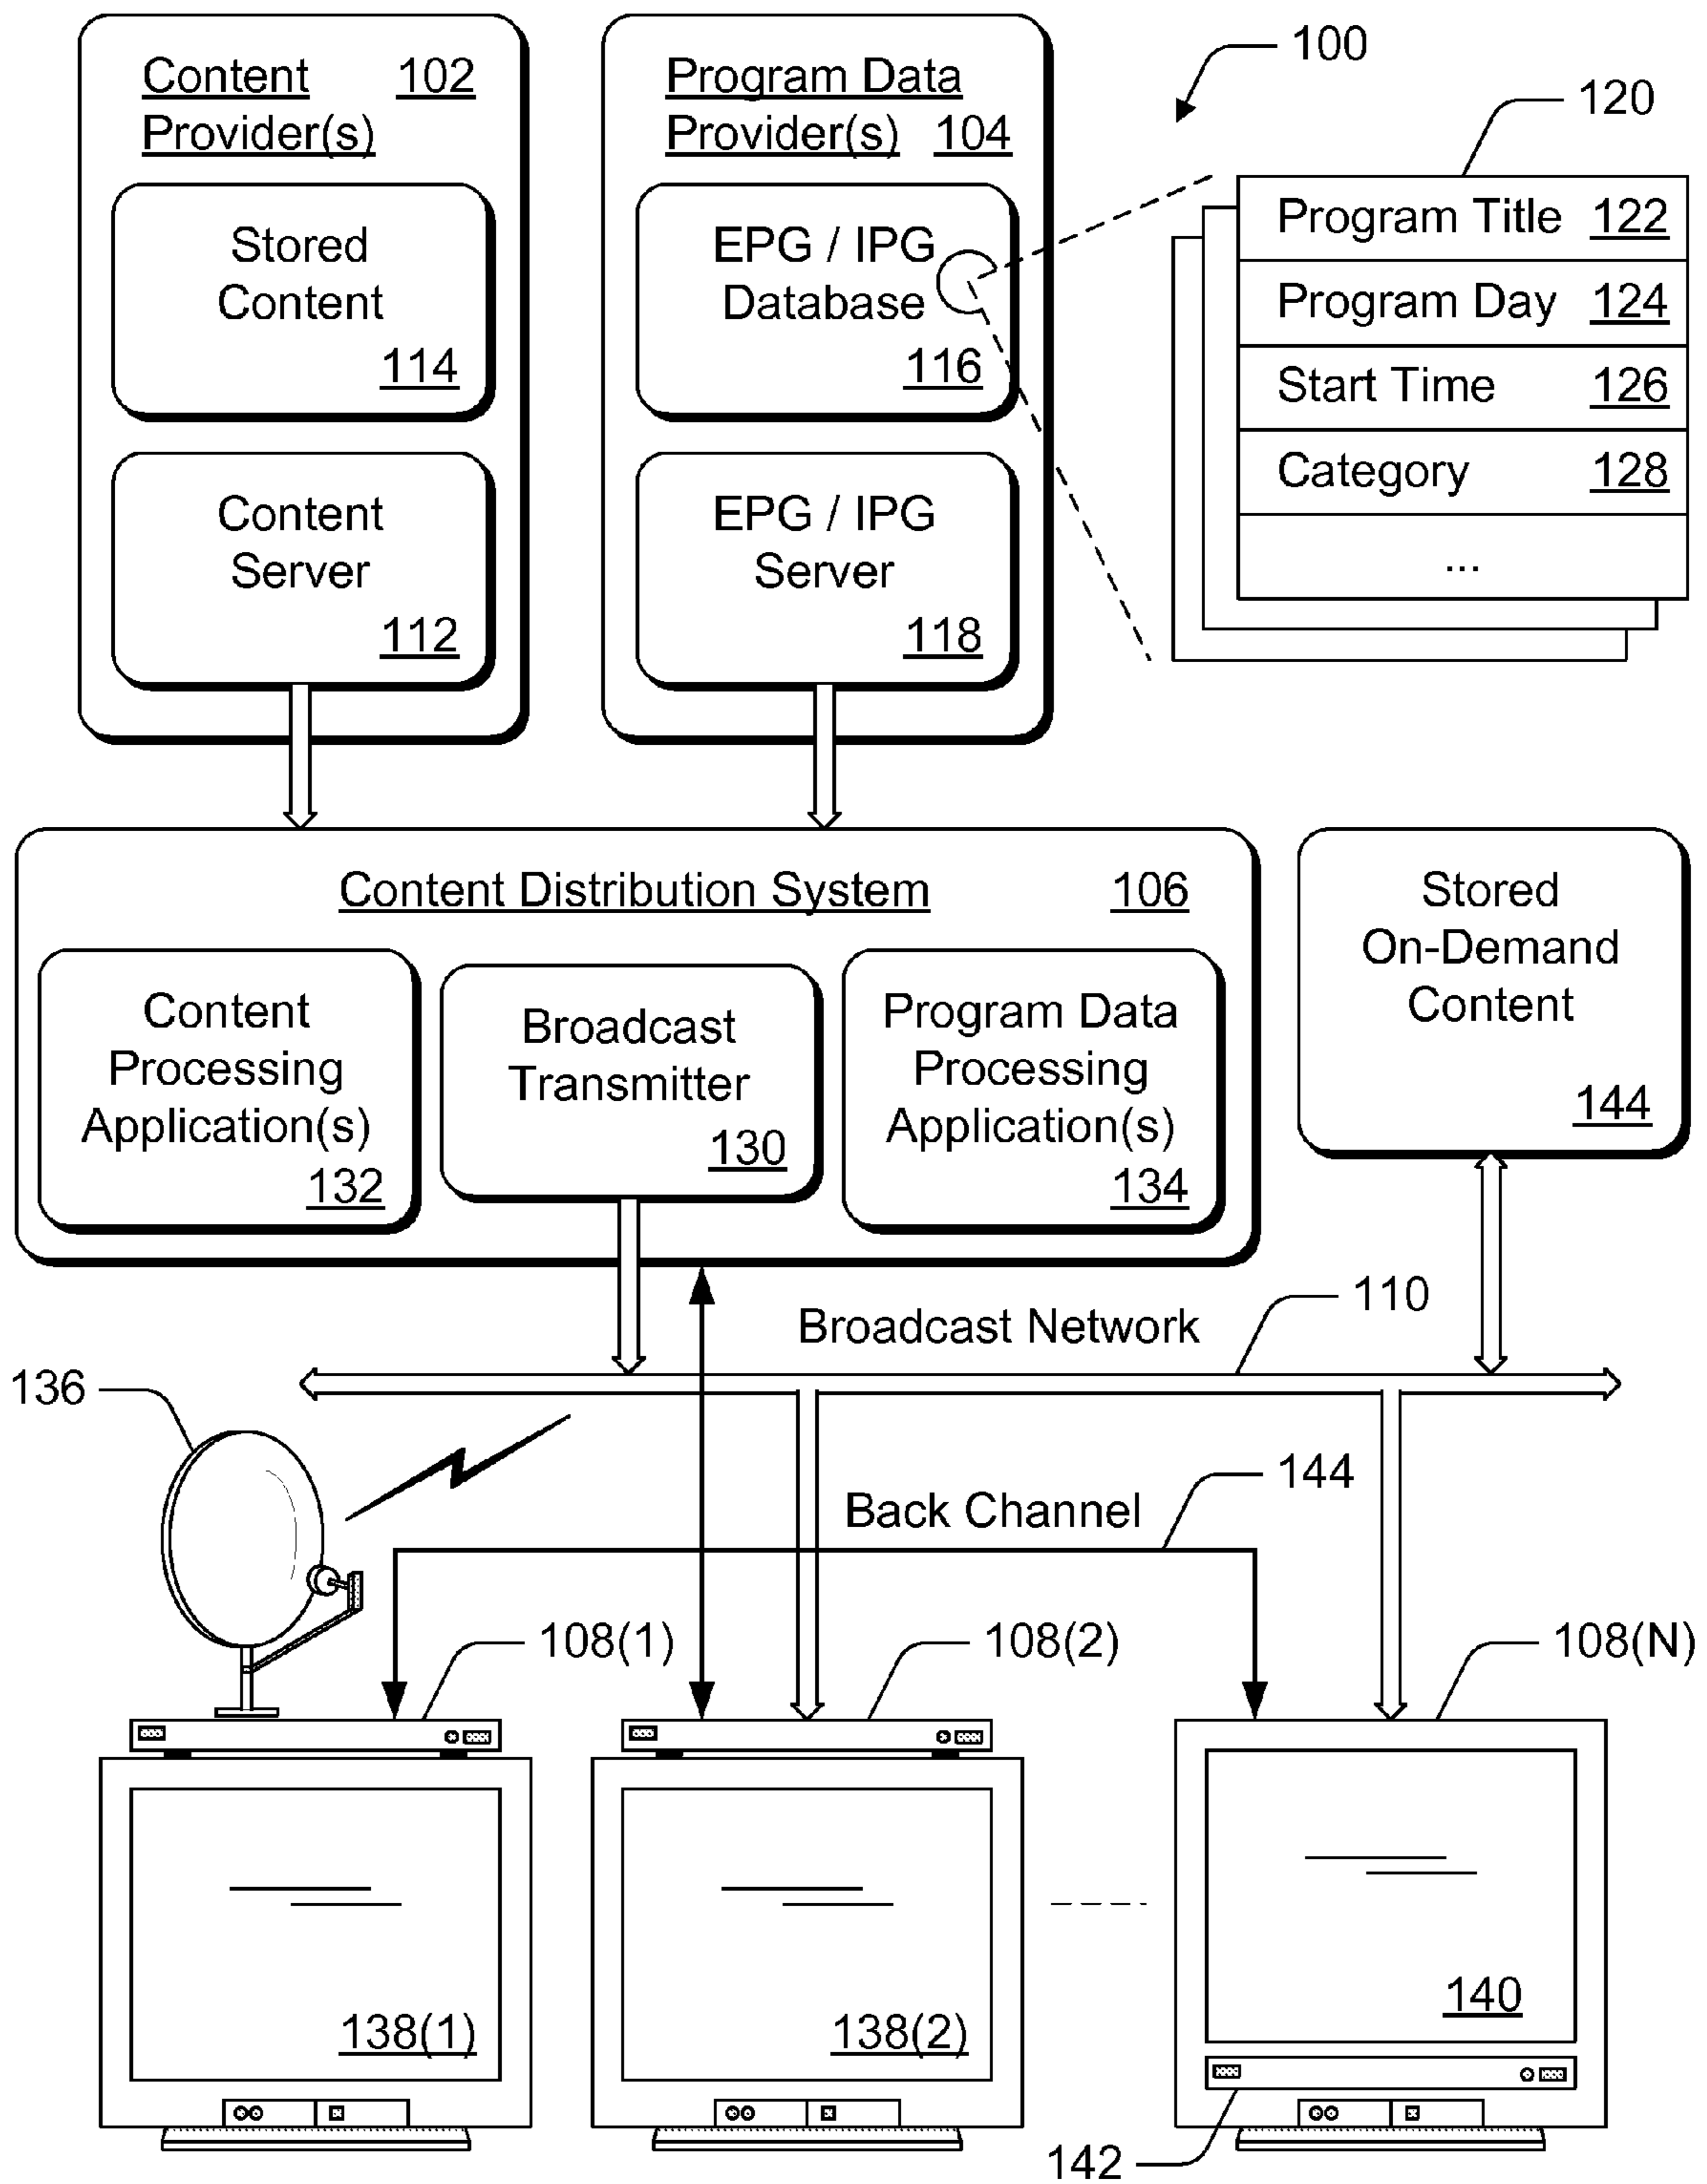 Content 102
Provider(s)
Stored
Content
114
Content
Server
112
Program Data
Provider(s) 104
EPG / IPG
Database
116
EPG / IPG
Server
118
100
120
Program Title 122
Program Day 124
Start Time 126
Category 128
...
Content Distribution System 106
Content
Processing
Application(s)
132
Broadcast
Transmitter
130
Program Data
Processing
Application(s)
134
Stored
On-Demand
Content
144
Broadcast Network
110
136
Back Channel
144
108(1)
108(2)
108(N)
138(1)
138(2)
140
142